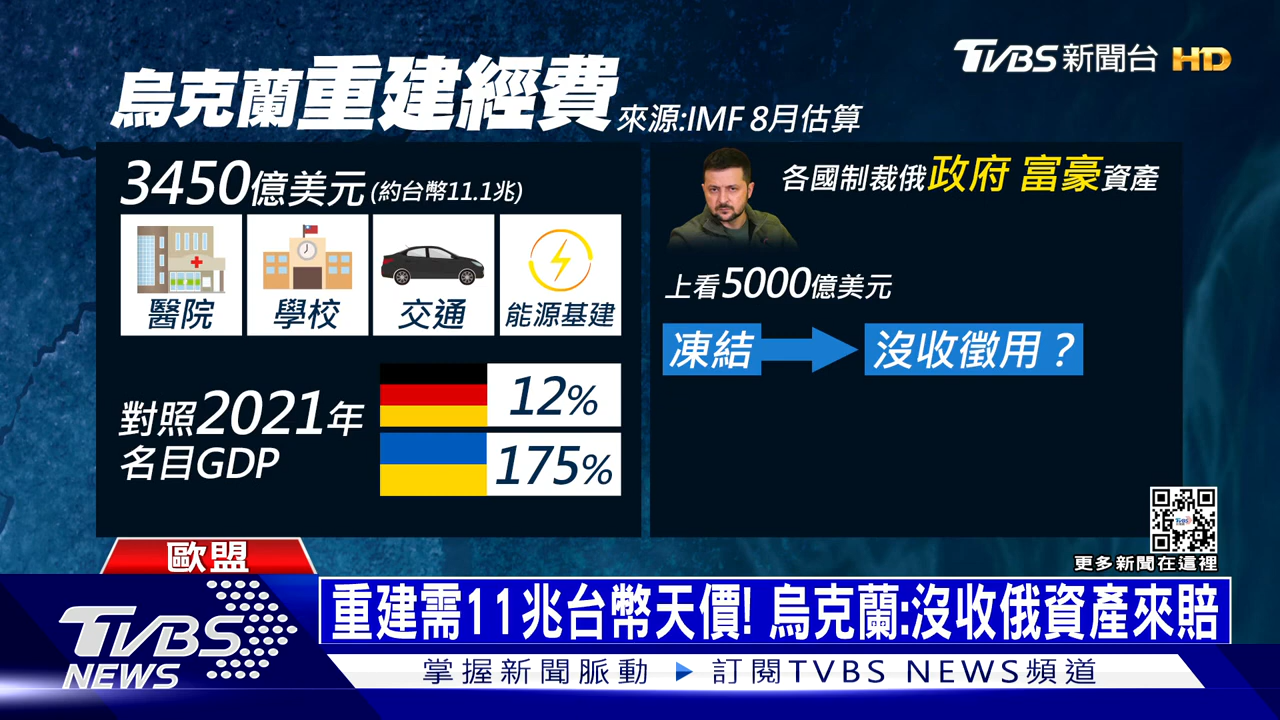 TVBS新聞台 HD
烏克蘭重建經費 來源:IMF 8月估算
3450億美元(約台幣11.1兆)
醫院 學校 交通 能源基建
對照2021年
名目GDP
12%
175%
各國制裁俄政府 富豪資產
上看5000億美元
凍結 沒收徵用？
TVBS
更多新聞在這裡
歐盟
重建需11兆台幣天價! 烏克蘭:沒收俄資產來賠
TVBS
NEWS
掌握新聞脈動 訂閱TVBS NEWS頻道